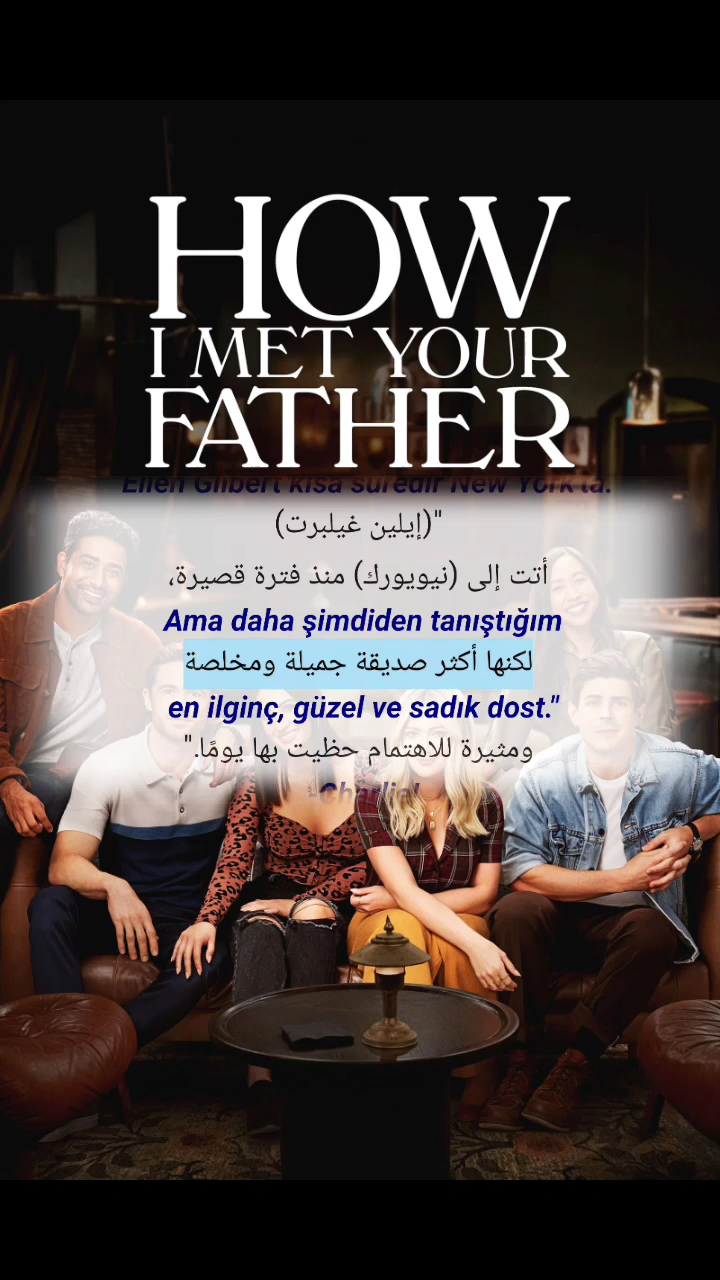 HOW
I MET YOUR
FATHER
Ellen Gilbert kısa süredir New York'ta.
"(إيلين غيلبرت)
أتت إلى (نيويورك) منذ فترة قصيرة،
Ama daha şimdiden tanıştığım
لكنها أكثر صديقة جميلة ومخلصة
en ilginç, güzel ve sadık dost."
ومثيرة للاهتمام حظيت بها يومًا."
-Charlie!